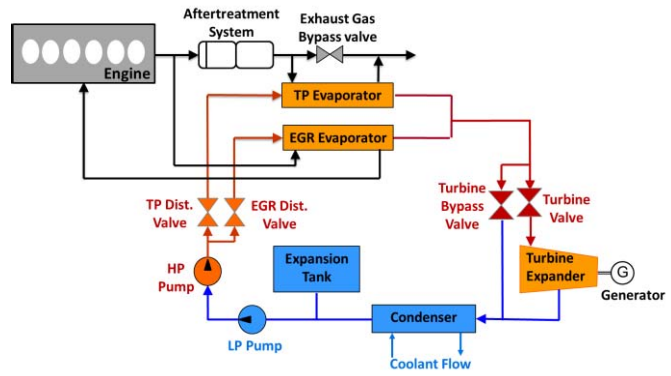 Aftertreatment
System
Exhaust Gas
Bypass valve
Engine
TP Evaporator
EGR Evaporator
TP Dist.
Valve
EGR Dist.
Valve
Turbine
Bypass
Valve
Turbine
Valve
HP
Pump
Expansion
Tank
Turbine
Expander
G
Generator
Condenser
LP Pump
Coolant Flow